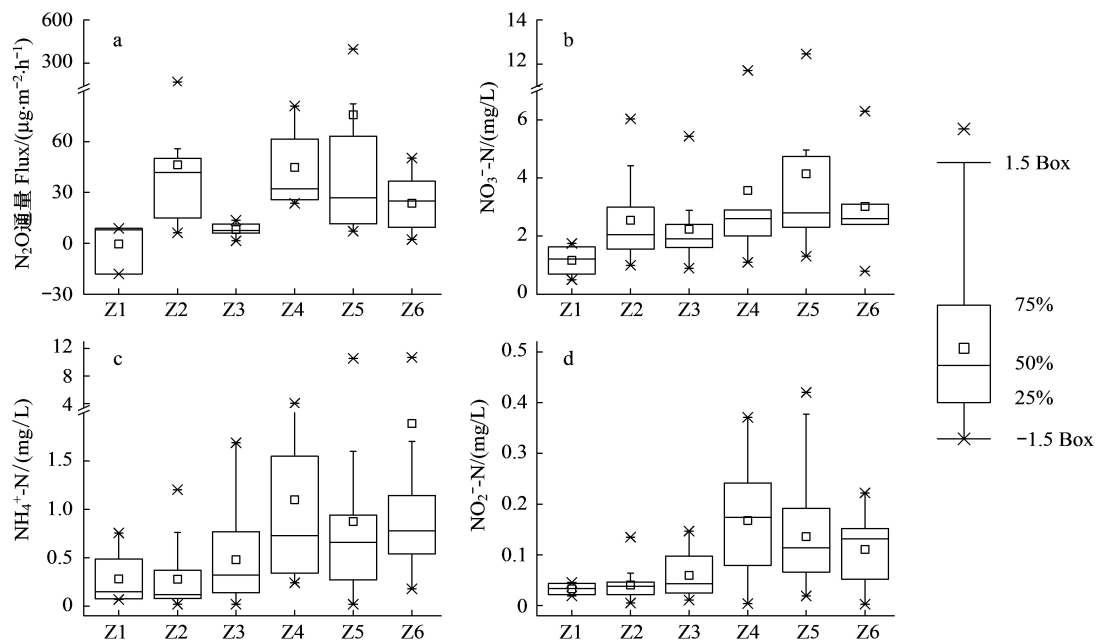 a
N₂O通量 Flux/(μg·m⁻²·h⁻¹)
600
300
60
30
0
−30
Z1 Z2 Z3 Z4 Z5 Z6
b
NO₃⁻-N/(mg/L)
14
12
6
4
2
0
Z1 Z2 Z3 Z4 Z5 Z6
c
NH₄⁺-N/(mg/L)
12
8
4
1.5
1.0
0.5
0
Z1 Z2 Z3 Z4 Z5 Z6
d
NO₂⁻-N/(mg/L)
0.5
0.4
0.3
0.2
0.1
0
Z1 Z2 Z3 Z4 Z5 Z6
1.5 Box
75%
50%
25%
−1.5 Box